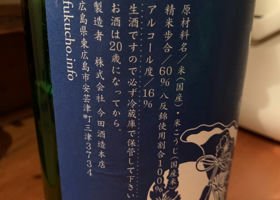 原材料名／米（国産）・米こうじ（国産米）
精米歩合／60％ 八反錦使用割合100％
アルコール度／16％
生酒ですので必ず冷蔵庫で保管して下さい
お酒は20歳になってから。
製造者 株式会社 今田酒造本店
広島県東広島市安芸津町三津3734
fukucho.info